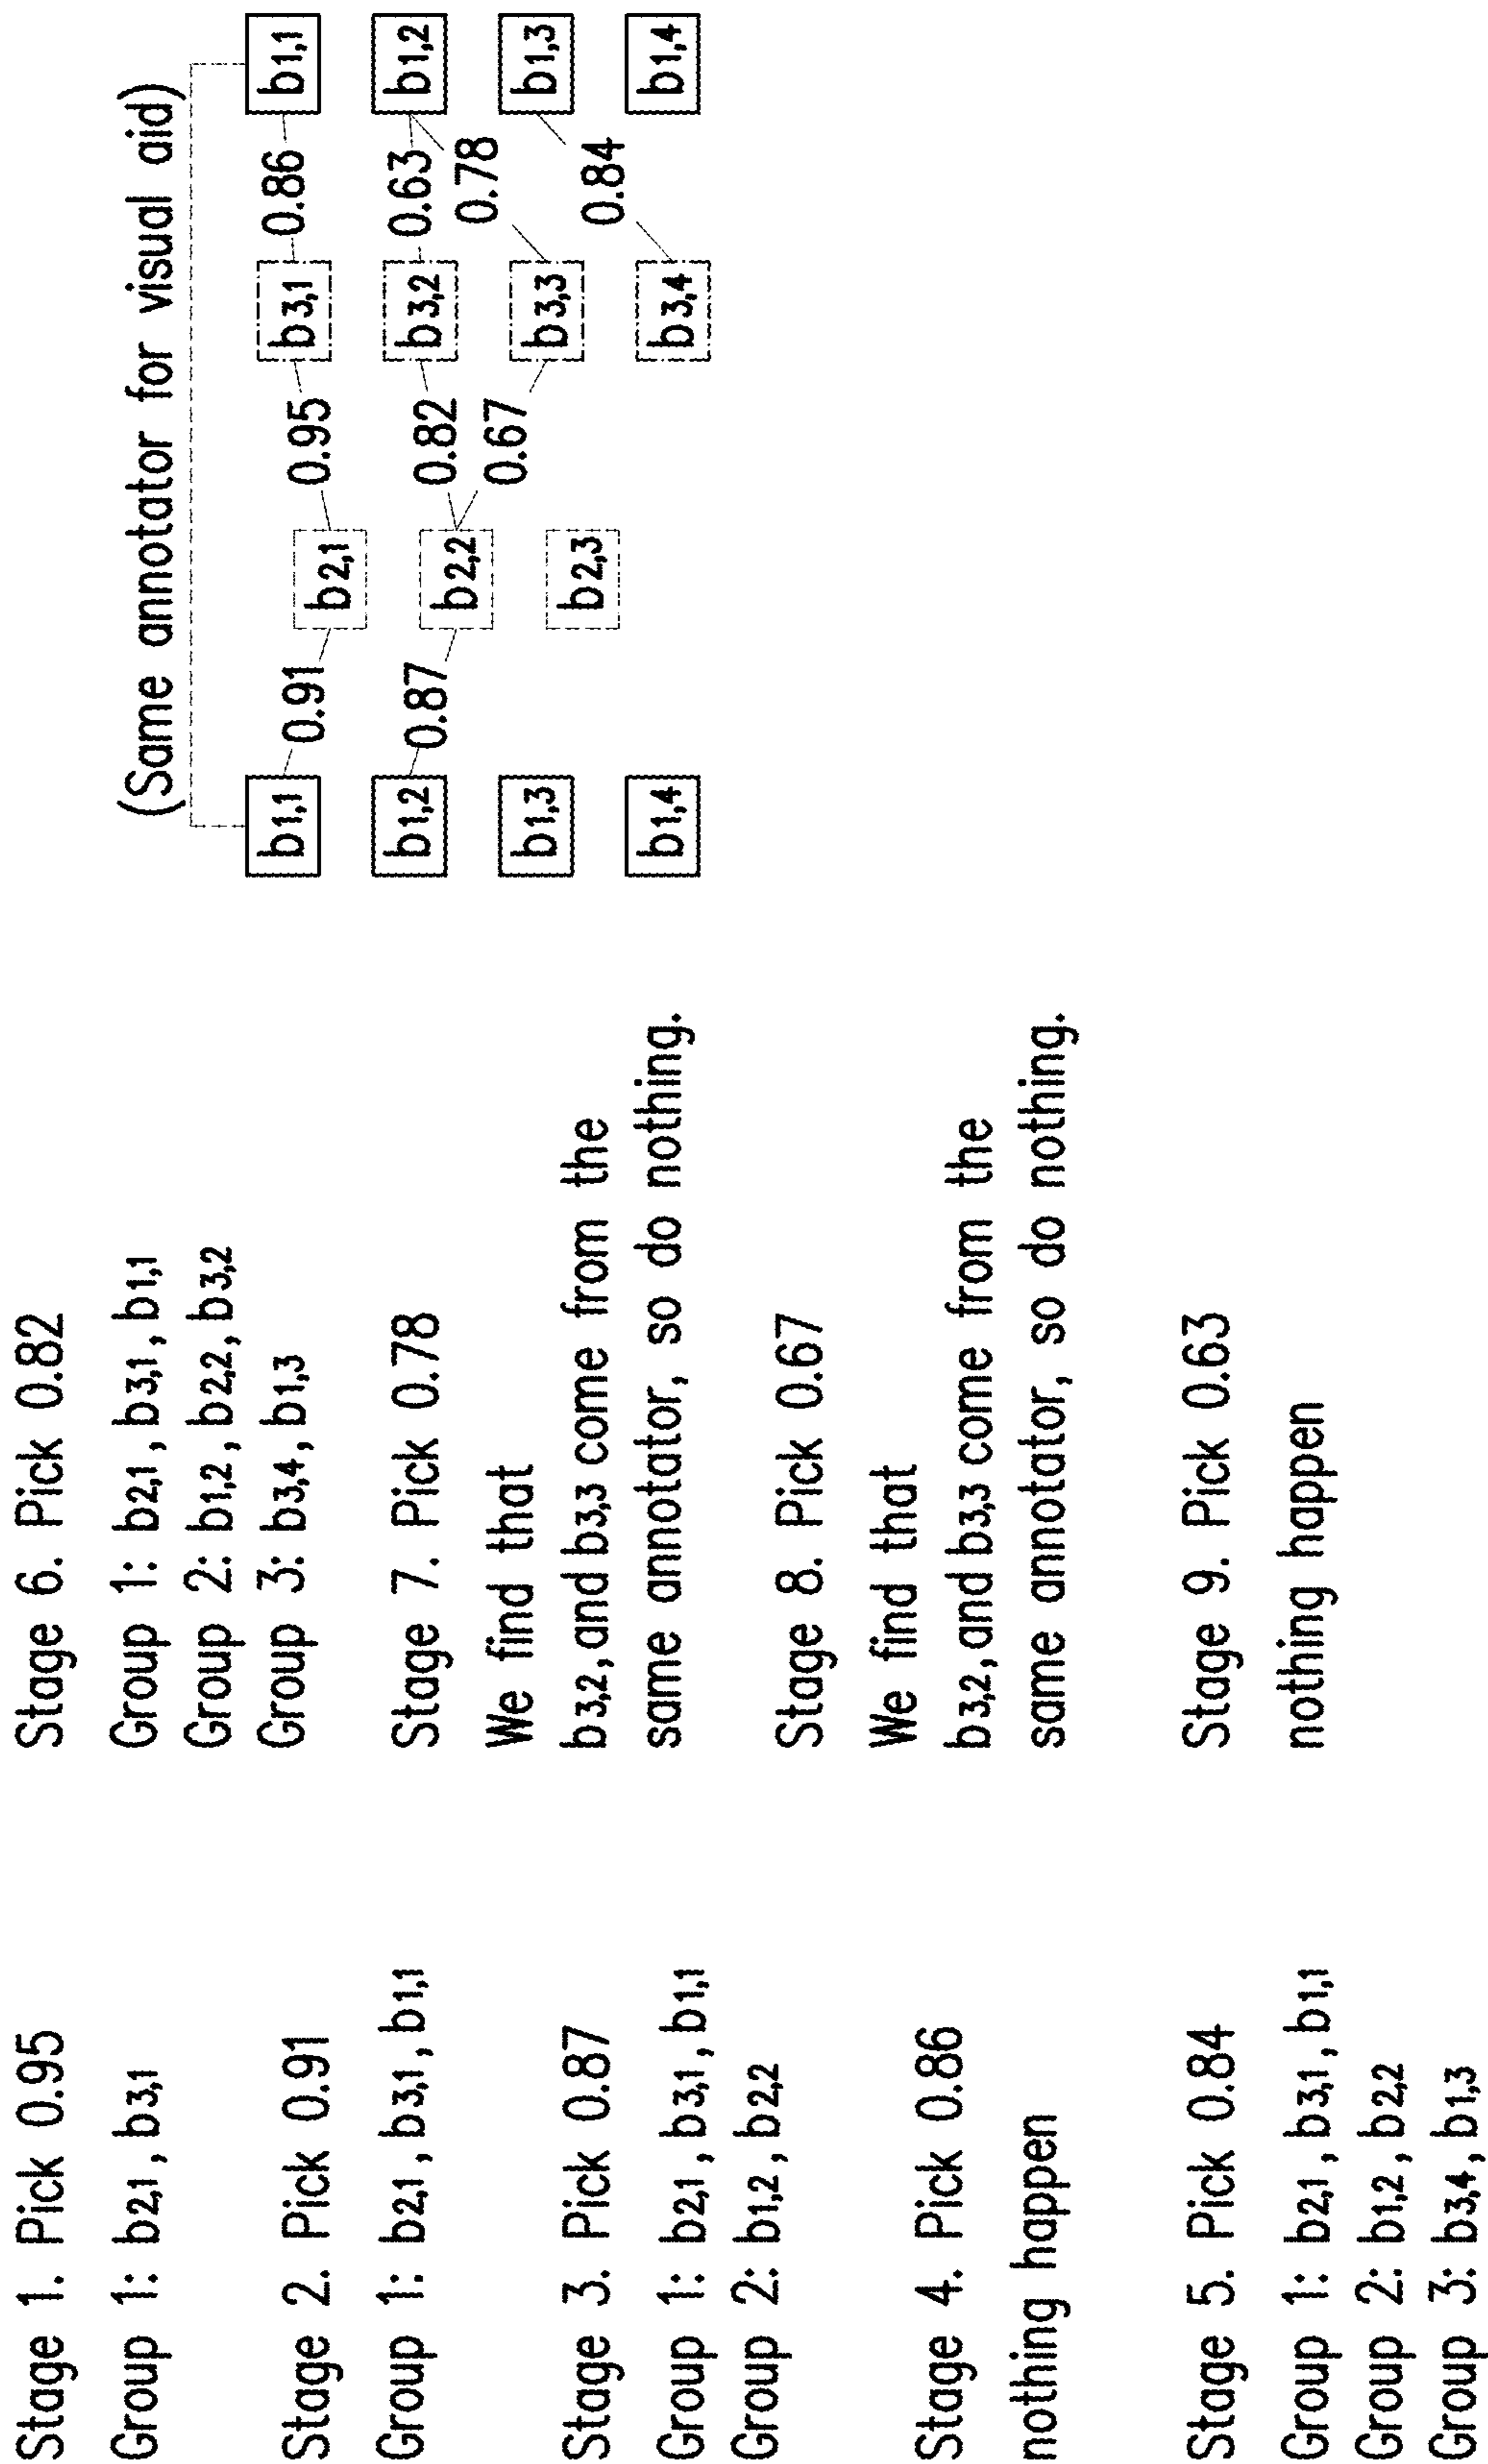 Stage 1. Pick 0.95
Group 1: b2,1, b3,1
Stage 2. Pick 0.91
Group 1: b2,1, b3,1, b1,1
Stage 3. Pick 0.87
Group 1: b2,1, b3,1, b1,1
Group 2: b1,2, b2,2
Stage 4. Pick 0.86
nothing happen
Stage 5. Pick 0.84
Group 1: b2,1, b3,1, b1,1
Group 2: b1,2, b2,2
Group 3: b3,4, b1,3
Stage 6. Pick 0.82
Group 1: b2,1, b3,1, b1,1
Group 2: b1,2, b2,2, b3,2
Group 3: b3,4, b1,3
Stage 7. Pick 0.78
We find that
b3,2, and b3,3 come from the
same annotator, so do nothing.
Stage 8. Pick 0.67
We find that
b3,2, and b3,3 come from the
same annotator, so do nothing.
Stage 9. Pick 0.63
nothing happen
(Same annotator for visual aid)
b1,1 0.91 b2,1 0.95 b3,1 0.86 b1,1
b1,2 0.87 b2,2 0.82 b3,2 0.63 b1,2
0.67 0.78
b1,3 b2,3 b3,3 b1,3
0.84
b1,4 b3,4 b1,4